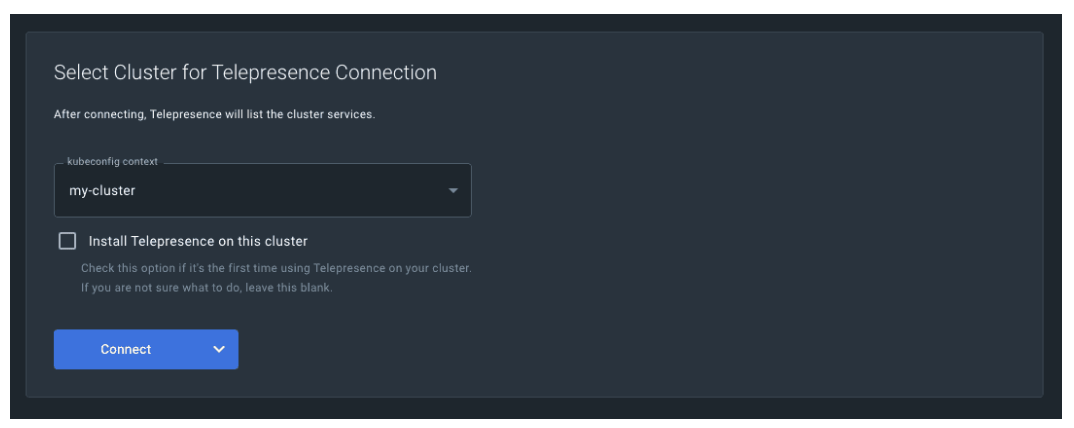 Select Cluster for Telepresence Connection
After connecting, Telepresence will list the cluster services.
kubeconfig context
my-cluster
Install Telepresence on this cluster
Check this option if it's the first time using Telepresence on your cluster.
If you are not sure what to do, leave this blank.
Connect